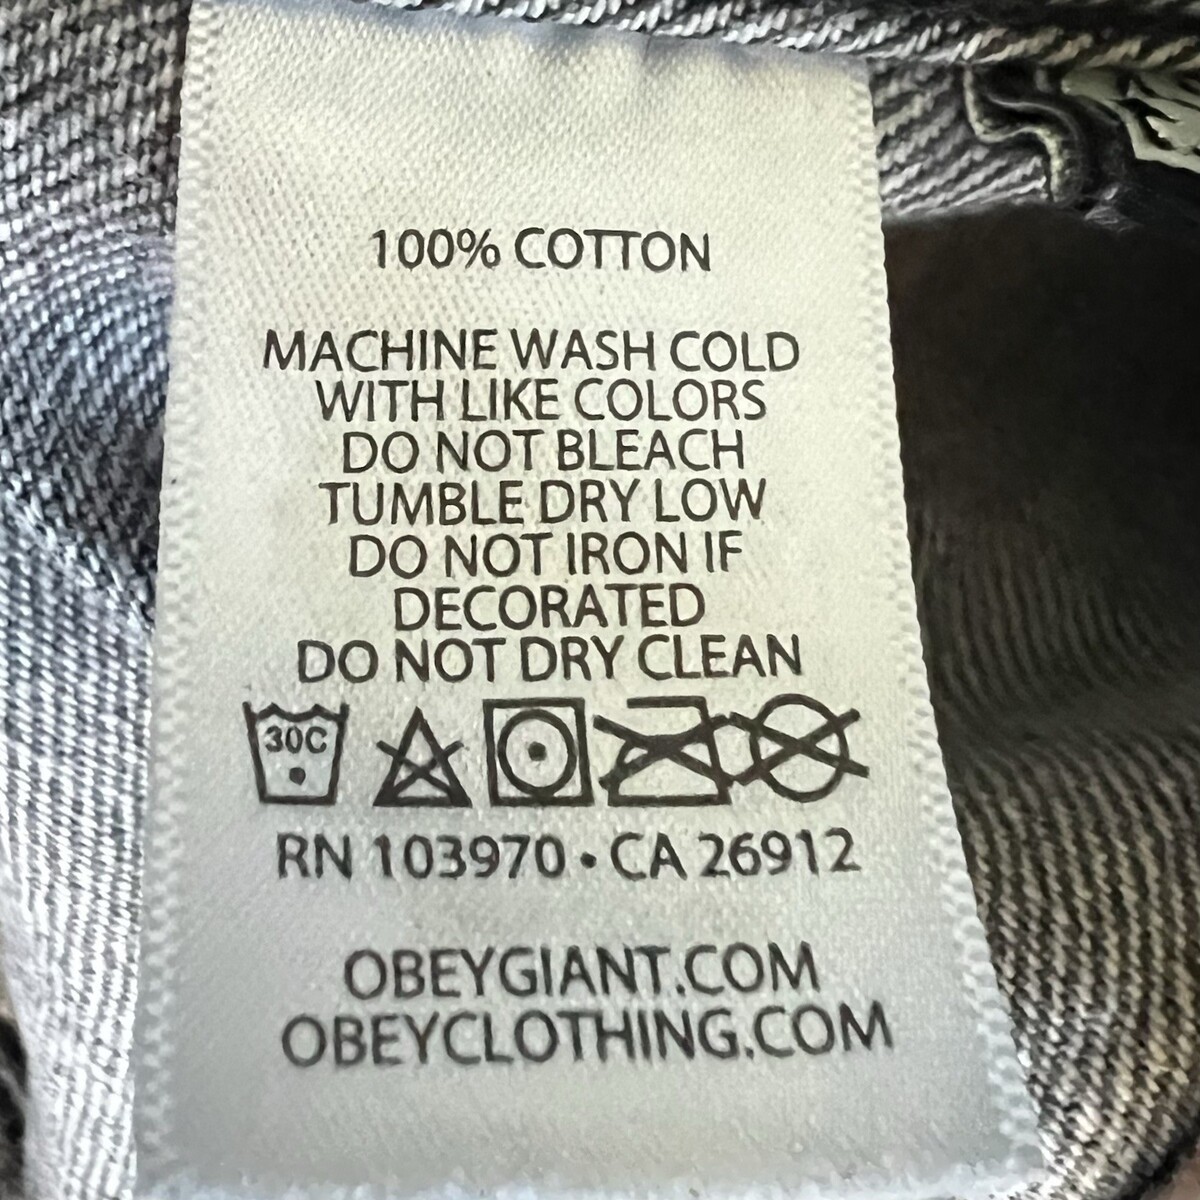 100% COTTON
MACHINE WASH COLD
WITH LIKE COLORS
DO NOT BLEACH
TUMBLE DRY LOW
DO NOT IRON IF
DECORATED
DO NOT DRY CLEAN
30C
RN 103970 • CA 26912
OBEYGIANT.COM
OBEYCLOTHING.COM